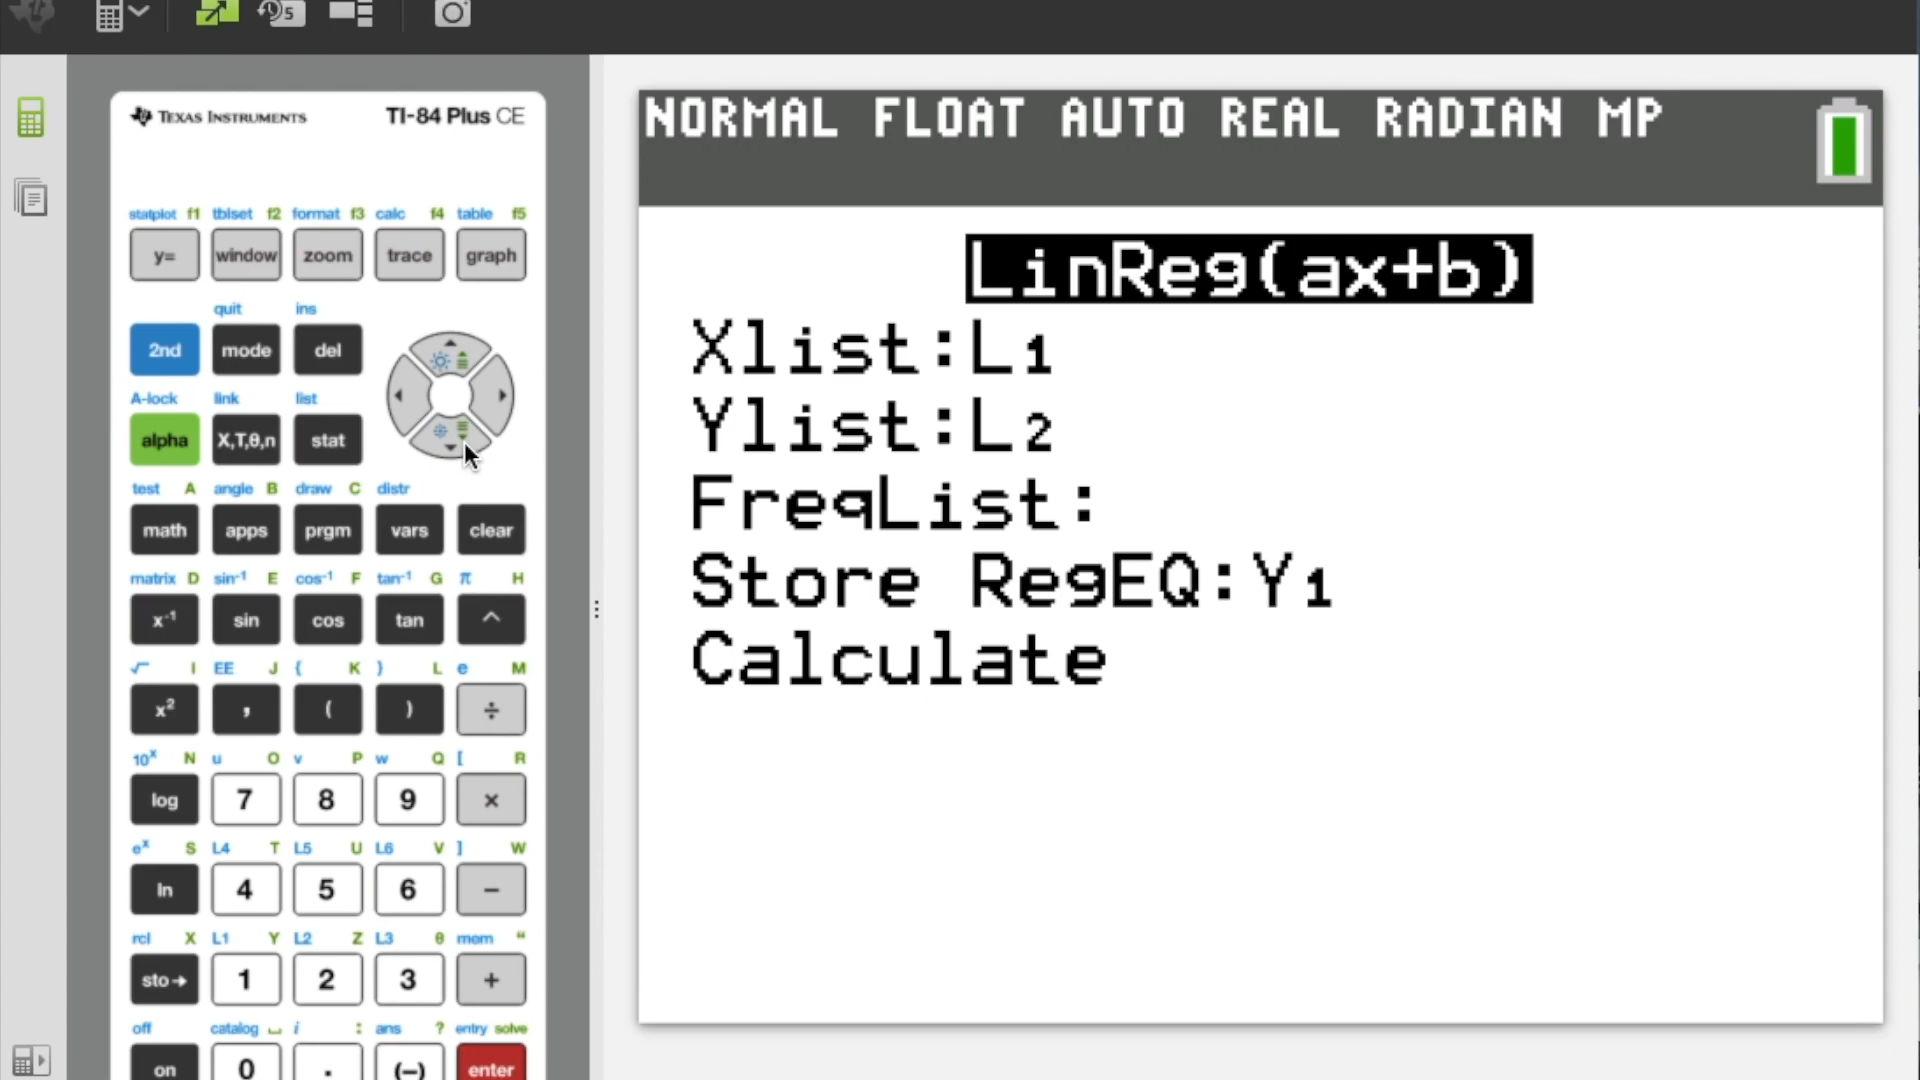 TEXAS INSTRUMENTS TI-84 Plus CE
statplot f1 tblset f2 format f3 calc f4 table f5
y= window zoom trace graph
quit ins
2nd mode del
A-lock link list
alpha X,T,θ,n stat
test A angle B draw C distr
math apps prgm vars clear
matrix D sin⁻¹ E cos⁻¹ F tan⁻¹ G π H
x⁻¹ sin cos tan ^
√ I EE J { K } L e M
x² , ( ) ÷
10ˣ N u O v P w Q [ R
log 7 8 9 ×
eˣ S L4 T L5 U L6 V ] W
ln 4 5 6 −
rcl X L1 Y L2 Z L3 θ mem "
sto→ 1 2 3 +
off catalog ⎵ i : ans ? entry solve
on 0 . (−) enter
NORMAL FLOAT AUTO REAL RADIAN MP
LinReg(ax+b)
Xlist:L₁
Ylist:L₂
FreqList:
Store RegEQ:Y₁
Calculate
5